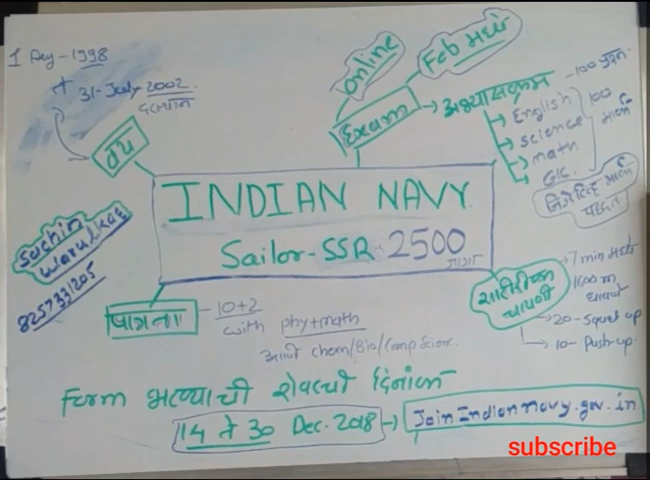 1 Aug - 1998
31 - July 2002
दरम्यान
वय
online
Feb मध्ये
Exam → अभ्यासक्रम - 100 प्रश्न.
English
science
math
GK.
100
मार्क
निगेटिव्ह मार्क
पद्धत
INDIAN NAVY
Sailor - SSR 2500
जागा
Sachin
Warudkar
8257331205
पात्रता
10+2
with phy + math
आणि chem/Bio/Comp Scienc.
शारीरिक
चाचणी
7 min मध्ये
1600 m
धावणे
20 - Squat up
10 - Push-up.
Form भरण्याची शेवटची दिनांक
14 ते 30 Dec. 2018 → Join Indian navy.gov.in
subscribe